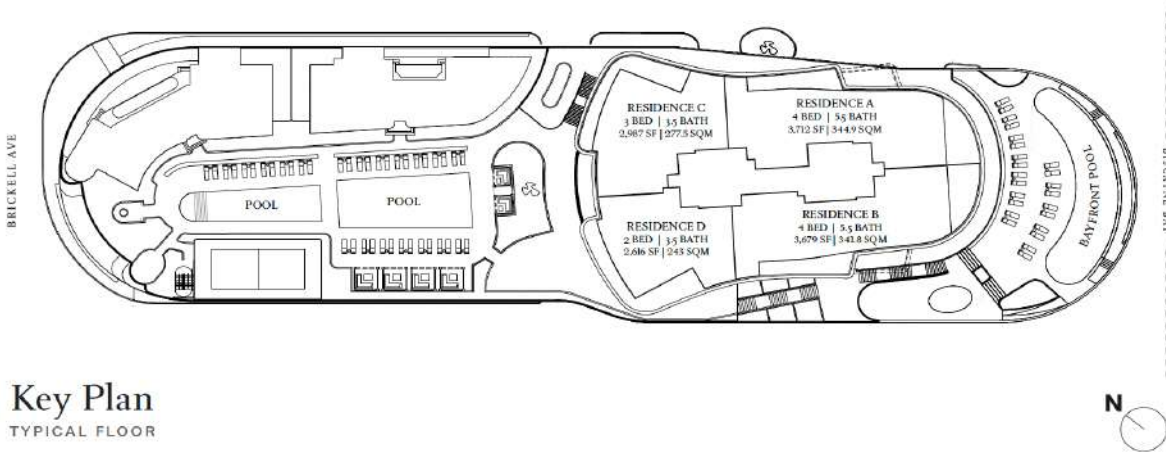 BRICKELL AVE
POOL
POOL
RESIDENCE C
3 BED | 3.5 BATH
2,987 SF | 277.5 SQM
RESIDENCE A
4 BED | 5.5 BATH
3,712 SF | 344.9 SQM
RESIDENCE D
2 BED | 3.5 BATH
2,616 SF | 243 SQM
RESIDENCE B
4 BED | 5.5 BATH
3,679 SF | 341.8 SQM
BAYFRONT POOL
Key Plan
TYPICAL FLOOR
N